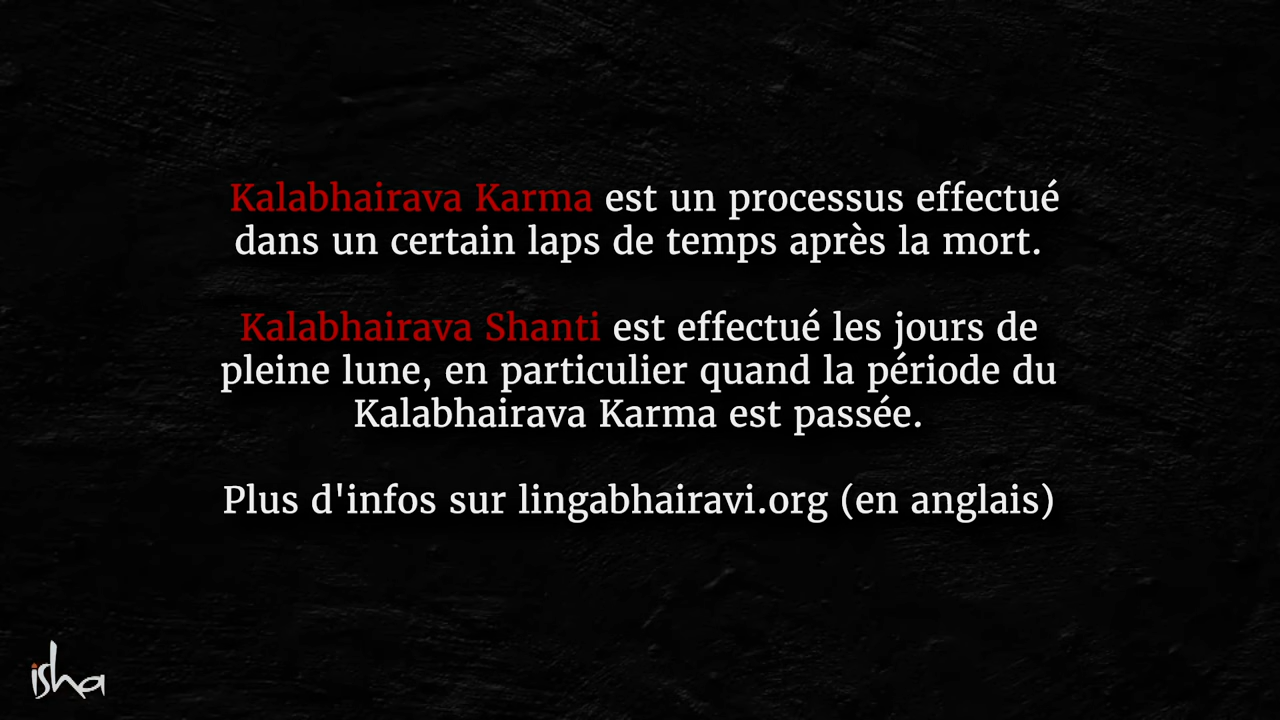 Kalabhairava Karma est un processus effectué
dans un certain laps de temps après la mort.
Kalabhairava Shanti est effectué les jours de
pleine lune, en particulier quand la période du
Kalabhairava Karma est passée.
Plus d'infos sur lingabhairavi.org (en anglais)
isha